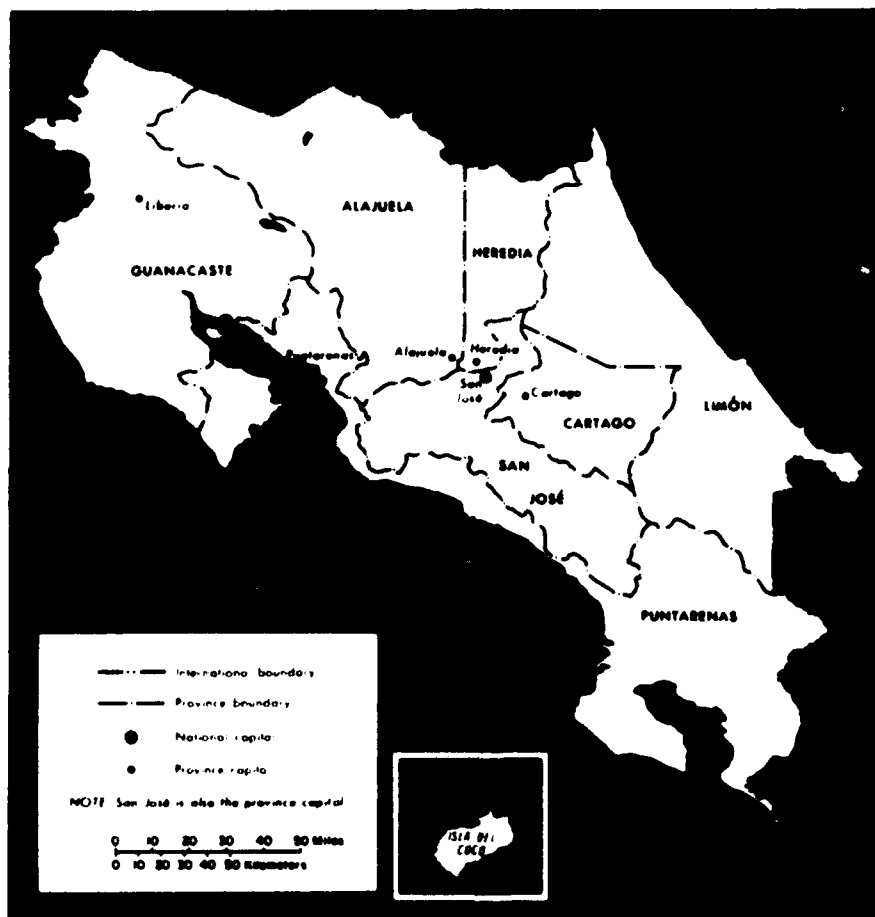 Liberia
ALAJUELA
HEREDIA
GUANACASTE
Puntarenas
Alajuela
Heredia
San
José
Cartago
CARTAGO
LIMÓN
SAN
JOSÉ
PUNTARENAS
International boundary
Province boundary
National capital
Province capital
NOTE San José is also the province capital
0 10 20 30 40 50 Miles
0 10 20 30 40 50 Kilometers
ISLA DEL
COCO